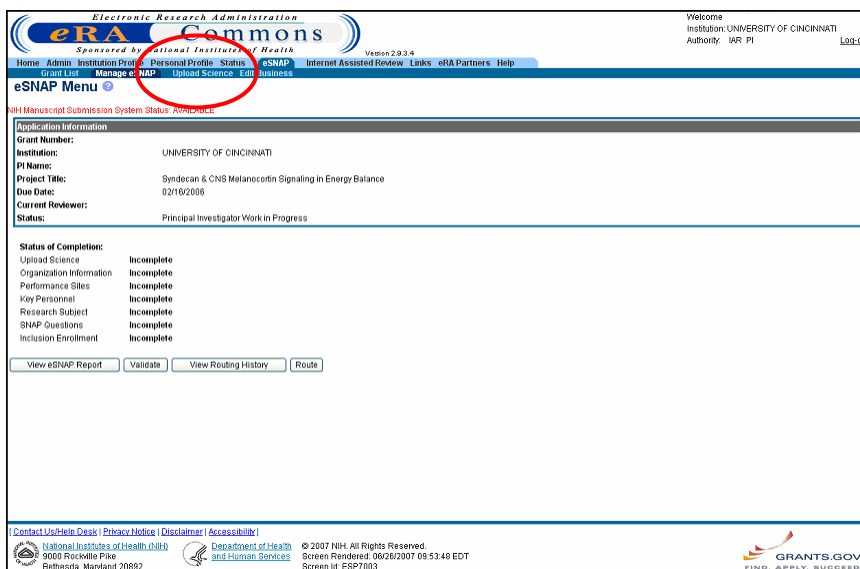 Electronic Research Administration
eRA Commons
Sponsored by National Institutes of Health
Version 2.9.3.4
Welcome
Institution: UNIVERSITY OF CINCINNATI
Authority: IAR PI
Home Admin Institution Profile Personal Profile Status eSNAP Internet Assisted Review Links eRA Partners Help
Grant List Manage eSNAP Upload Science Edit Business
eSNAP Menu ?
NIH Manuscript Submission System Status: AVAILABLE
Application Information
Grant Number:
Institution: UNIVERSITY OF CINCINNATI
PI Name:
Project Title: Syndecan & CNS Melanocortin Signaling in Energy Balance
Due Date: 02/16/2006
Current Reviewer:
Status: Principal Investigator Work in Progress
Status of Completion:
Upload Science Incomplete
Organization Information Incomplete
Performance Sites Incomplete
Key Personnel Incomplete
Research Subject Incomplete
SNAP Questions Incomplete
Inclusion Enrollment Incomplete
View eSNAP Report Validate View Routing History Route
[ Contact Us/Help Desk | Privacy Notice | Disclaimer | Accessibility ]
National Institutes of Health (NIH)
9000 Rockville Pike
Bethesda, Maryland 20892
Department of Health
and Human Services
© 2007 NIH. All Rights Reserved.
Screen Rendered: 06/26/2007 09:53:48 EDT
Screen Id: ESP7003
GRANTS.GOV
FIND. APPLY. SUCCEED